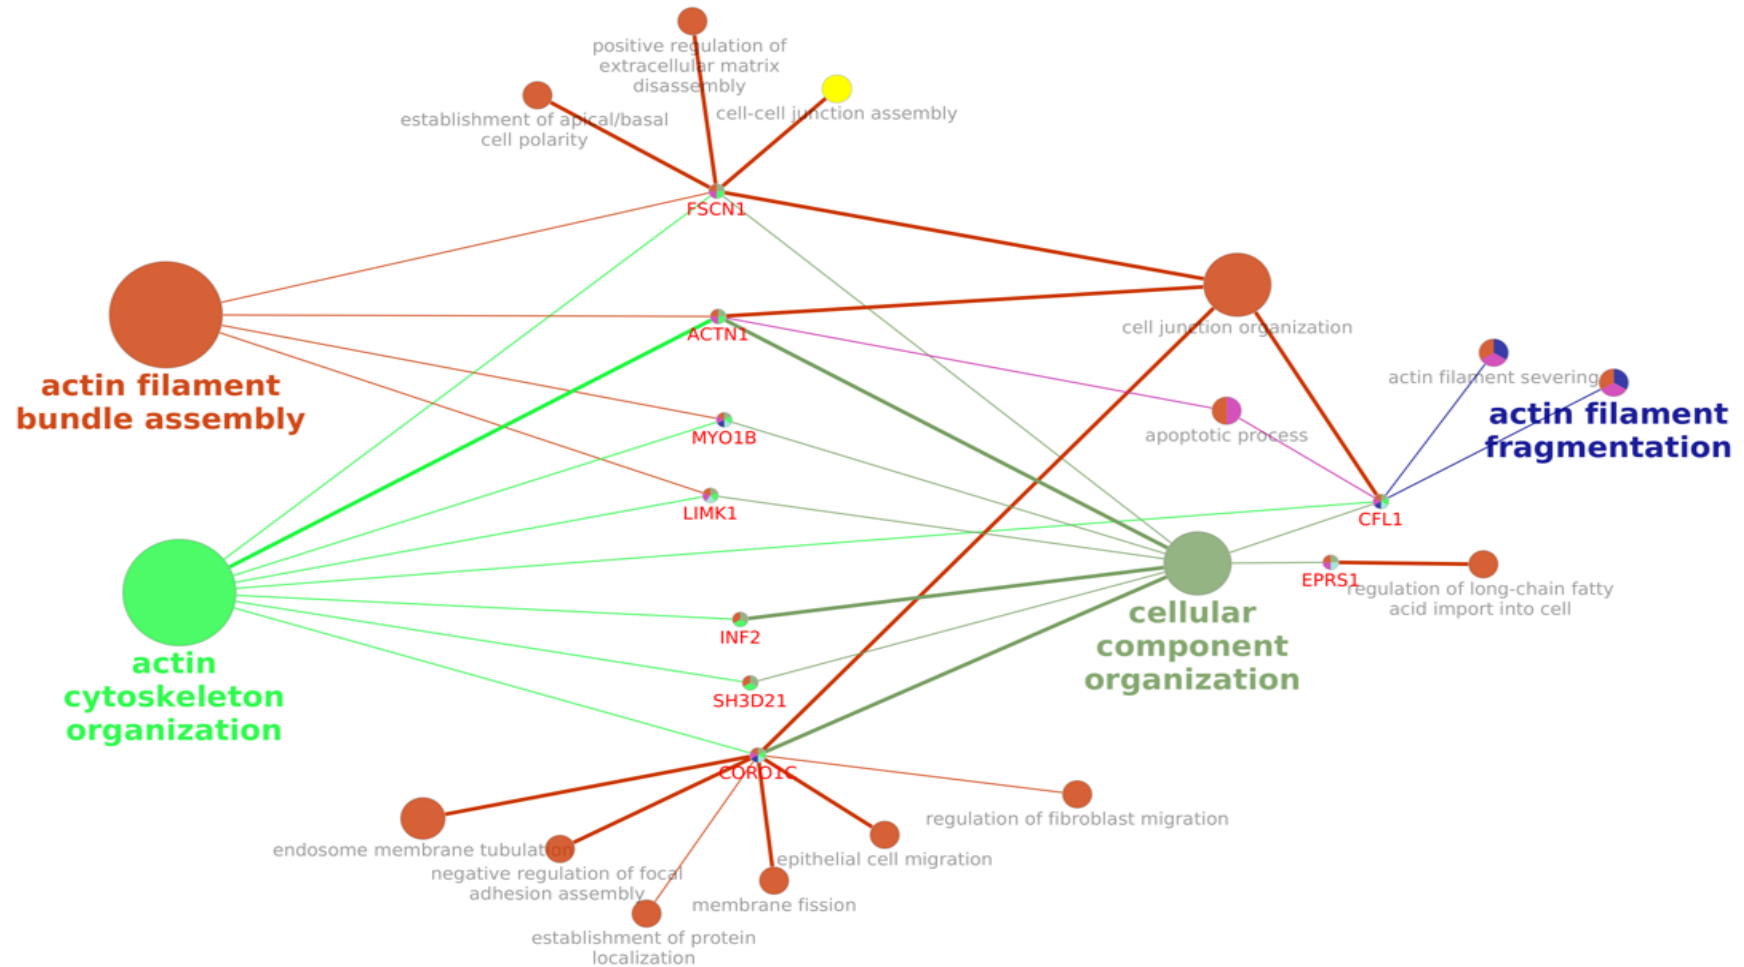 positive regulation of
extracellular matrix
disassembly
establishment of apical/basal
cell polarity
cell-cell junction assembly
FSCN1
cell junction organization
ACTN1
actin filament
bundle assembly
actin filament severing
actin filament
fragmentation
apoptotic process
MYO1B
LIMK1
CFL1
EPRS1
regulation of long-chain fatty
acid import into cell
cellular
component
organization
INF2
actin
cytoskeleton
organization
SH3D21
CORO1C
regulation of fibroblast migration
endosome membrane tubulation
epithelial cell migration
negative regulation of focal
adhesion assembly
membrane fission
establishment of protein
localization